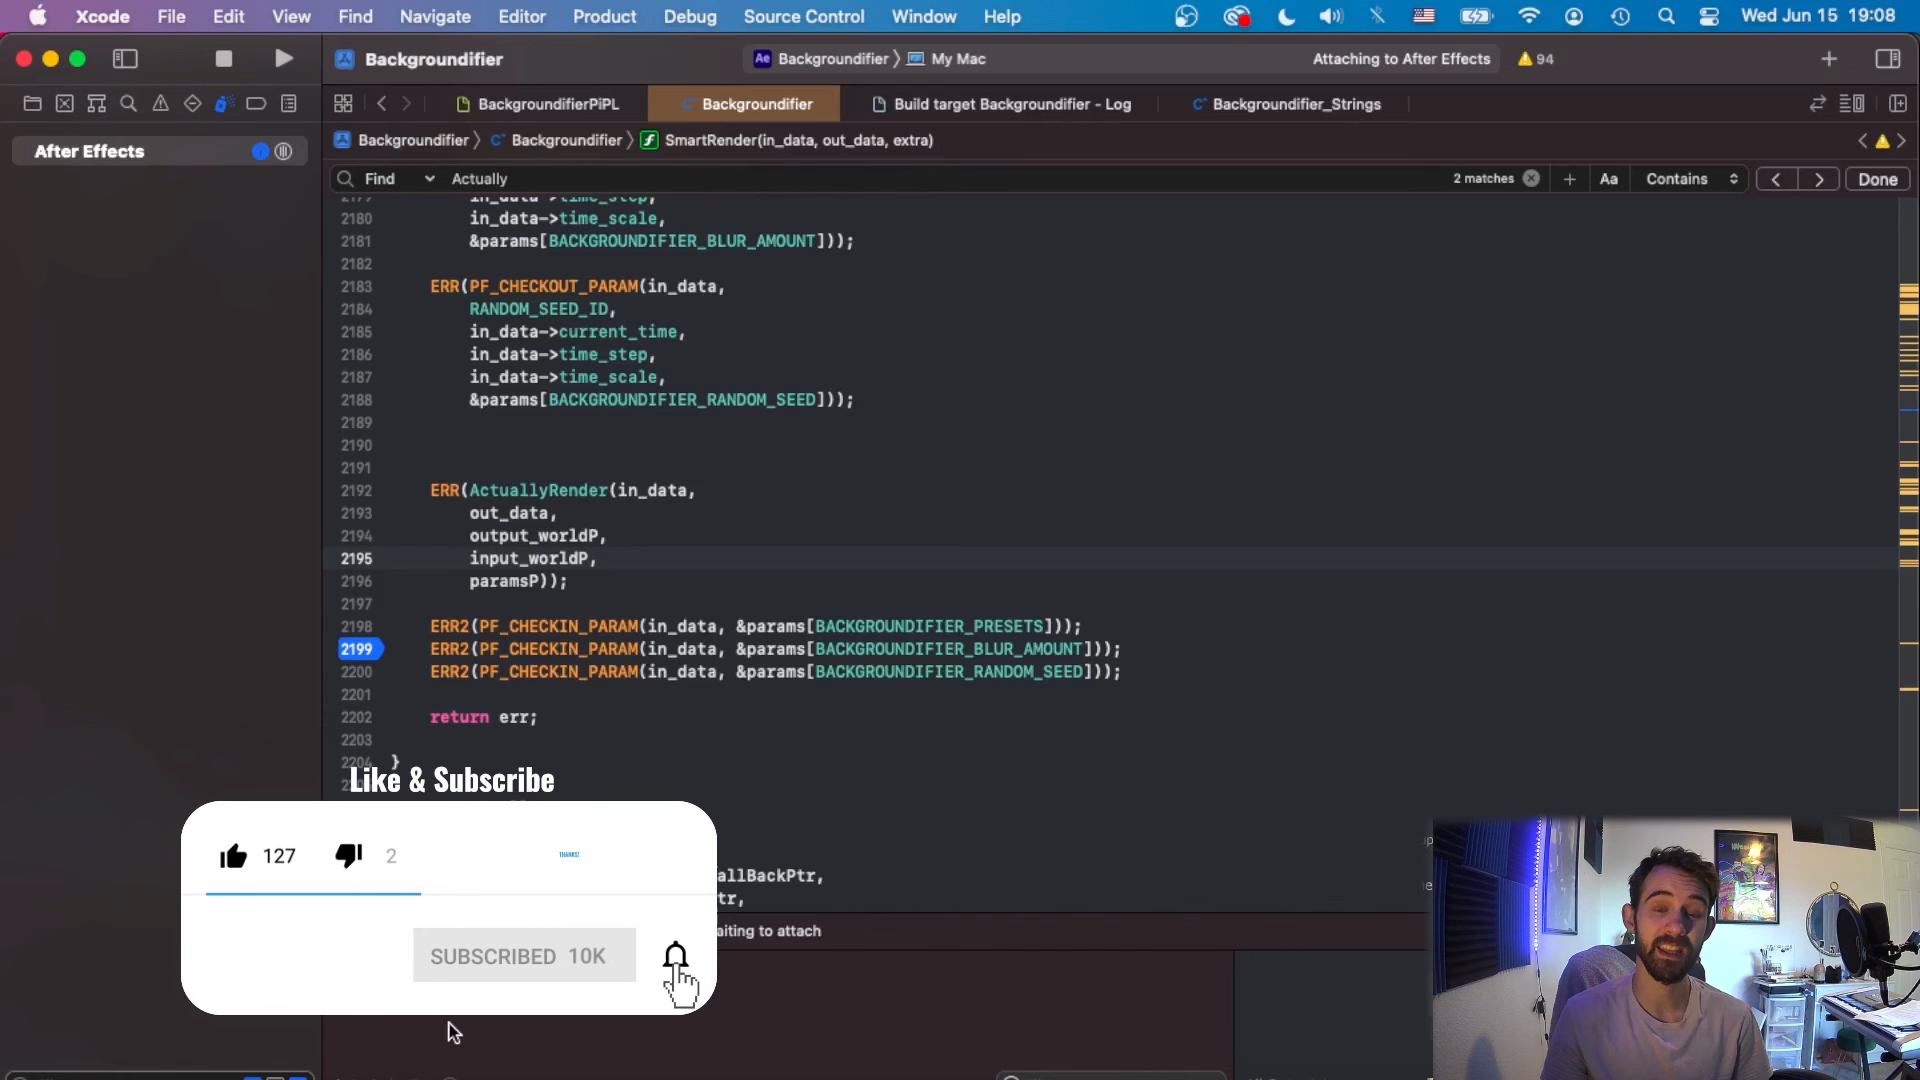 Xcode File Edit View Find Navigate Editor Product Debug Source Control Window Help Wed Jun 15 19:08
Backgroundifier Ae Backgroundifier 〉 My Mac Attaching to After Effects 94
BackgroundifierPiPL Backgroundifier Build target Backgroundifier - Log Backgroundifier_Strings
After Effects
Backgroundifier 〉 Backgroundifier 〉 f SmartRender(in_data, out_data, extra)
Find Actually 2 matches Aa Contains Done
2179 in_data->time_step,
2180 in_data->time_scale,
2181 &params[BACKGROUNDIFIER_BLUR_AMOUNT]));
2182
2183 ERR(PF_CHECKOUT_PARAM(in_data,
2184 RANDOM_SEED_ID,
2185 in_data->current_time,
2186 in_data->time_step,
2187 in_data->time_scale,
2188 &params[BACKGROUNDIFIER_RANDOM_SEED]));
2189
2190
2191
2192 ERR(ActuallyRender(in_data,
2193 out_data,
2194 output_worldP,
2195 input_worldP,
2196 paramsP));
2197
2198 ERR2(PF_CHECKIN_PARAM(in_data, &params[BACKGROUNDIFIER_PRESETS]));
2199 ERR2(PF_CHECKIN_PARAM(in_data, &params[BACKGROUNDIFIER_BLUR_AMOUNT]));
2200 ERR2(PF_CHECKIN_PARAM(in_data, &params[BACKGROUNDIFIER_RANDOM_SEED]));
2201
2202 return err;
2203
2204 }
Like & Subscribe
127 2 THANKS!
allBackPtr,
tr,
aiting to attach
SUBSCRIBED 10K